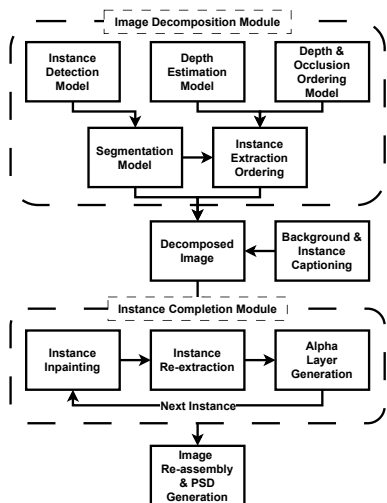 Image Decomposition Module
Instance
Detection
Model
Depth
Estimation
Model
Depth &
Occlusion
Ordering
Model
Segmentation
Model
Instance
Extraction
Ordering
Decomposed
Image
Background &
Instance
Captioning
Instance Completion Module
Instance
Inpainting
Instance
Re-extraction
Alpha
Layer
Generation
Next Instance
Image
Re-assembly
& PSD
Generation